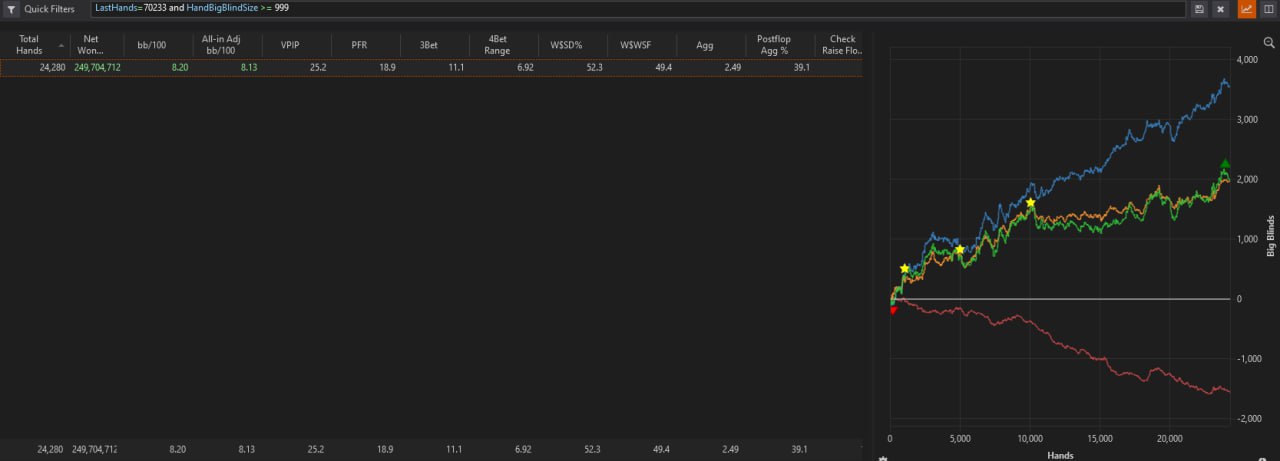 Quick Filters LastHands=70233 and HandBigBlindSize >= 999
Total Hands Net Won... bb/100 All-in Adj bb/100 VPIP PFR 3Bet 4Bet Range W$SD% W$WSF Agg Postflop Agg % Check Raise Flo...
24,280 249,704,712 8.20 8.13 25.2 18.9 11.1 6.92 52.3 49.4 2.49 39.1
24,280 249,704,712 8.20 8.13 25.2 18.9 11.1 6.92 52.3 49.4 2.49 39.1
4,000
3,000
2,000
1,000
0
-1,000
-2,000
Big Blinds
0 5,000 10,000 15,000 20,000
Hands